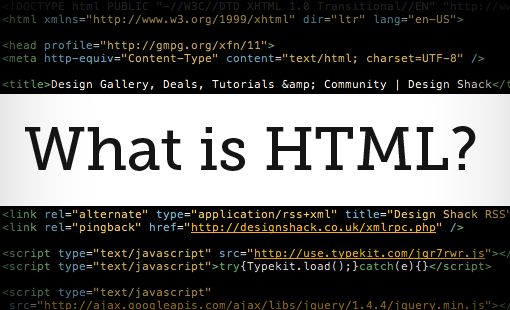 <!DOCTYPE html PUBLIC "-//W3C//DTD XHTML 1.0 Transitional//EN" "http://www
<html xmlns="http://www.w3.org/1999/xhtml" dir="ltr" lang="en-US">
<head profile="http://gmpg.org/xfn/11">
<meta http-equiv="Content-Type" content="text/html; charset=UTF-8" />
<title>Design Gallery, Deals, Tutorials &amp; Community | Design Shack</t
What is HTML?
<link rel="alternate" type="application/rss+xml" title="Design Shack RSS"
<link rel="pingback" href="http://designshack.co.uk/xmlrpc.php" />
<script type="text/javascript" src="http://use.typekit.com/jqr7rwr.js"></
<script type="text/javascript">try{Typekit.load();}catch(e){}</script>
<script type="text/javascript"
src="http://ajax.googleapis.com/ajax/libs/jquery/1.4.4/jquery.min.js"></